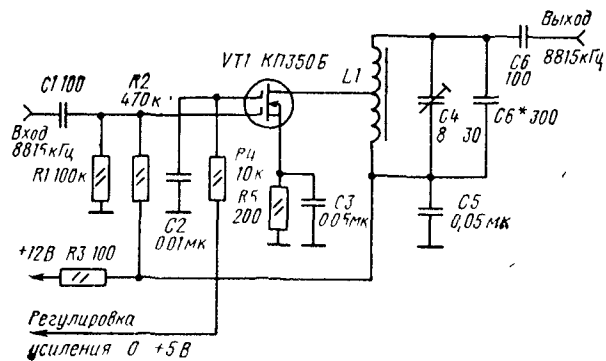 Выход
8815кГц
C6
100
VT1 КП350Б
L1
C1 100
R2
470к
Вход
8815кГц
C4
8 30
C6* 300
R1 100к
R4
10к
R5
200
C2
0,01мк
C3
0,05мк
C5
0,05мк
+12В R3 100
Регулировка
усиления 0 +5В